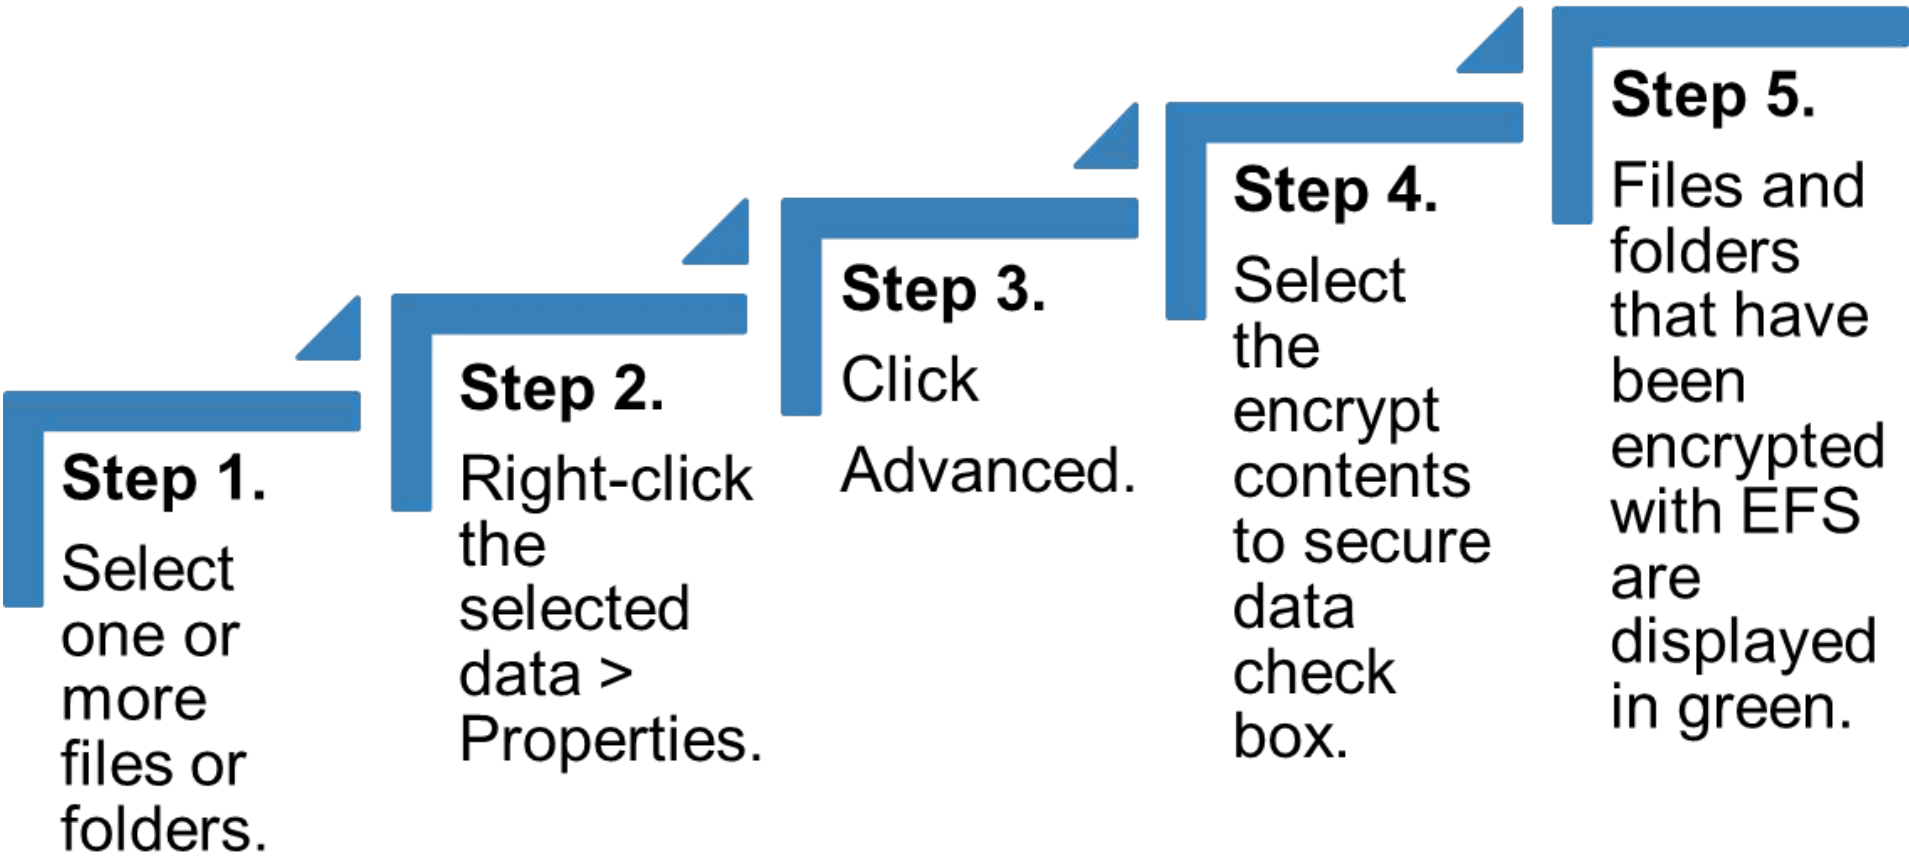 Step 1.
Select
one or
more
files or
folders.
Step 2.
Right-click
the
selected
data >
Properties.
Step 3.
Click
Advanced.
Step 4.
Select
the
encrypt
contents
to secure
data
check
box.
Step 5.
Files and
folders
that have
been
encrypted
with EFS
are
displayed
in green.